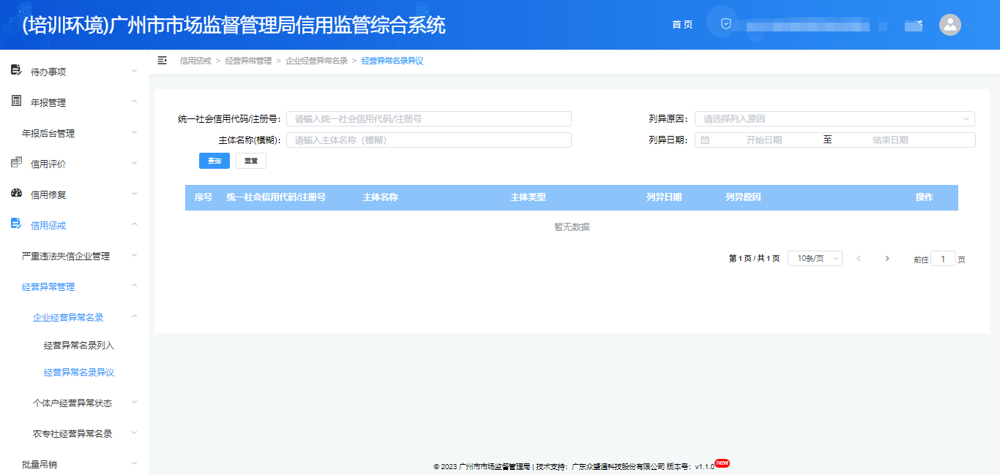 (培训环境)广州市市场监督管理局信用监管综合系统
首页
信用惩戒 > 经营异常管理 > 企业经营异常名录 > 经营异常名录异议
待办事项
年报管理
年报后台管理
信用评价
信用修复
信用惩戒
严重违法失信企业管理
经营异常管理
企业经营异常名录
经营异常名录列入
经营异常名录异议
个体户经营异常状态
农专社经营异常名录
批量吊销
统一社会信用代码/注册号: 请输入统一社会信用代码/注册号 列异原因: 请选择列入原因
主体名称(模糊): 请输入主体名称（模糊） 列异日期: 开始日期 至 结束日期
查询 重置
序号 统一社会信用代码/注册号 主体名称 主体类型 列异日期 列异原因 操作
暂无数据
第 1 页 / 共 1 页 10条/页 < > 前往 1 页
© 2023 广州市市场监督管理局 | 技术支持：广东众望通科技股份有限公司 版本号：v1.1.0 new